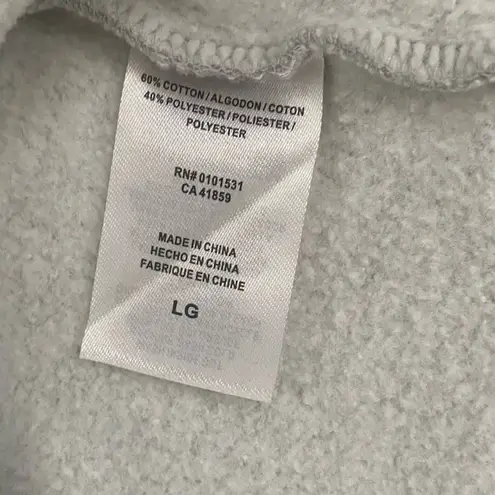 60% COTTON / ALGODON / COTON
40% POLYESTER / POLIESTER /
POLYESTER
RN# 0101531
CA 41859
MADE IN CHINA
HECHO EN CHINA
FABRIQUE EN CHINE
LG